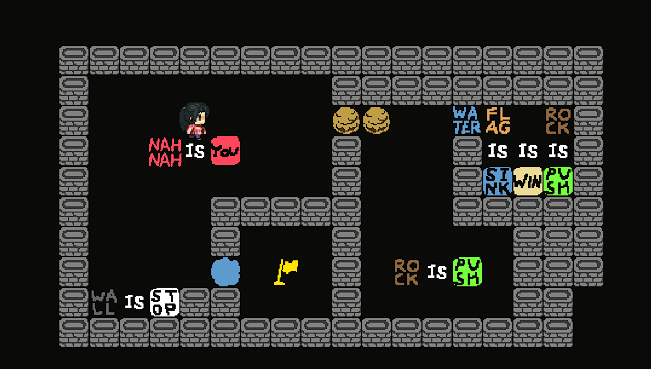 WATER FLAG ROCK
NAHNAH IS YOU IS IS IS
SINK WIN PUSH
ROCK IS PUSH
WALL IS STOP